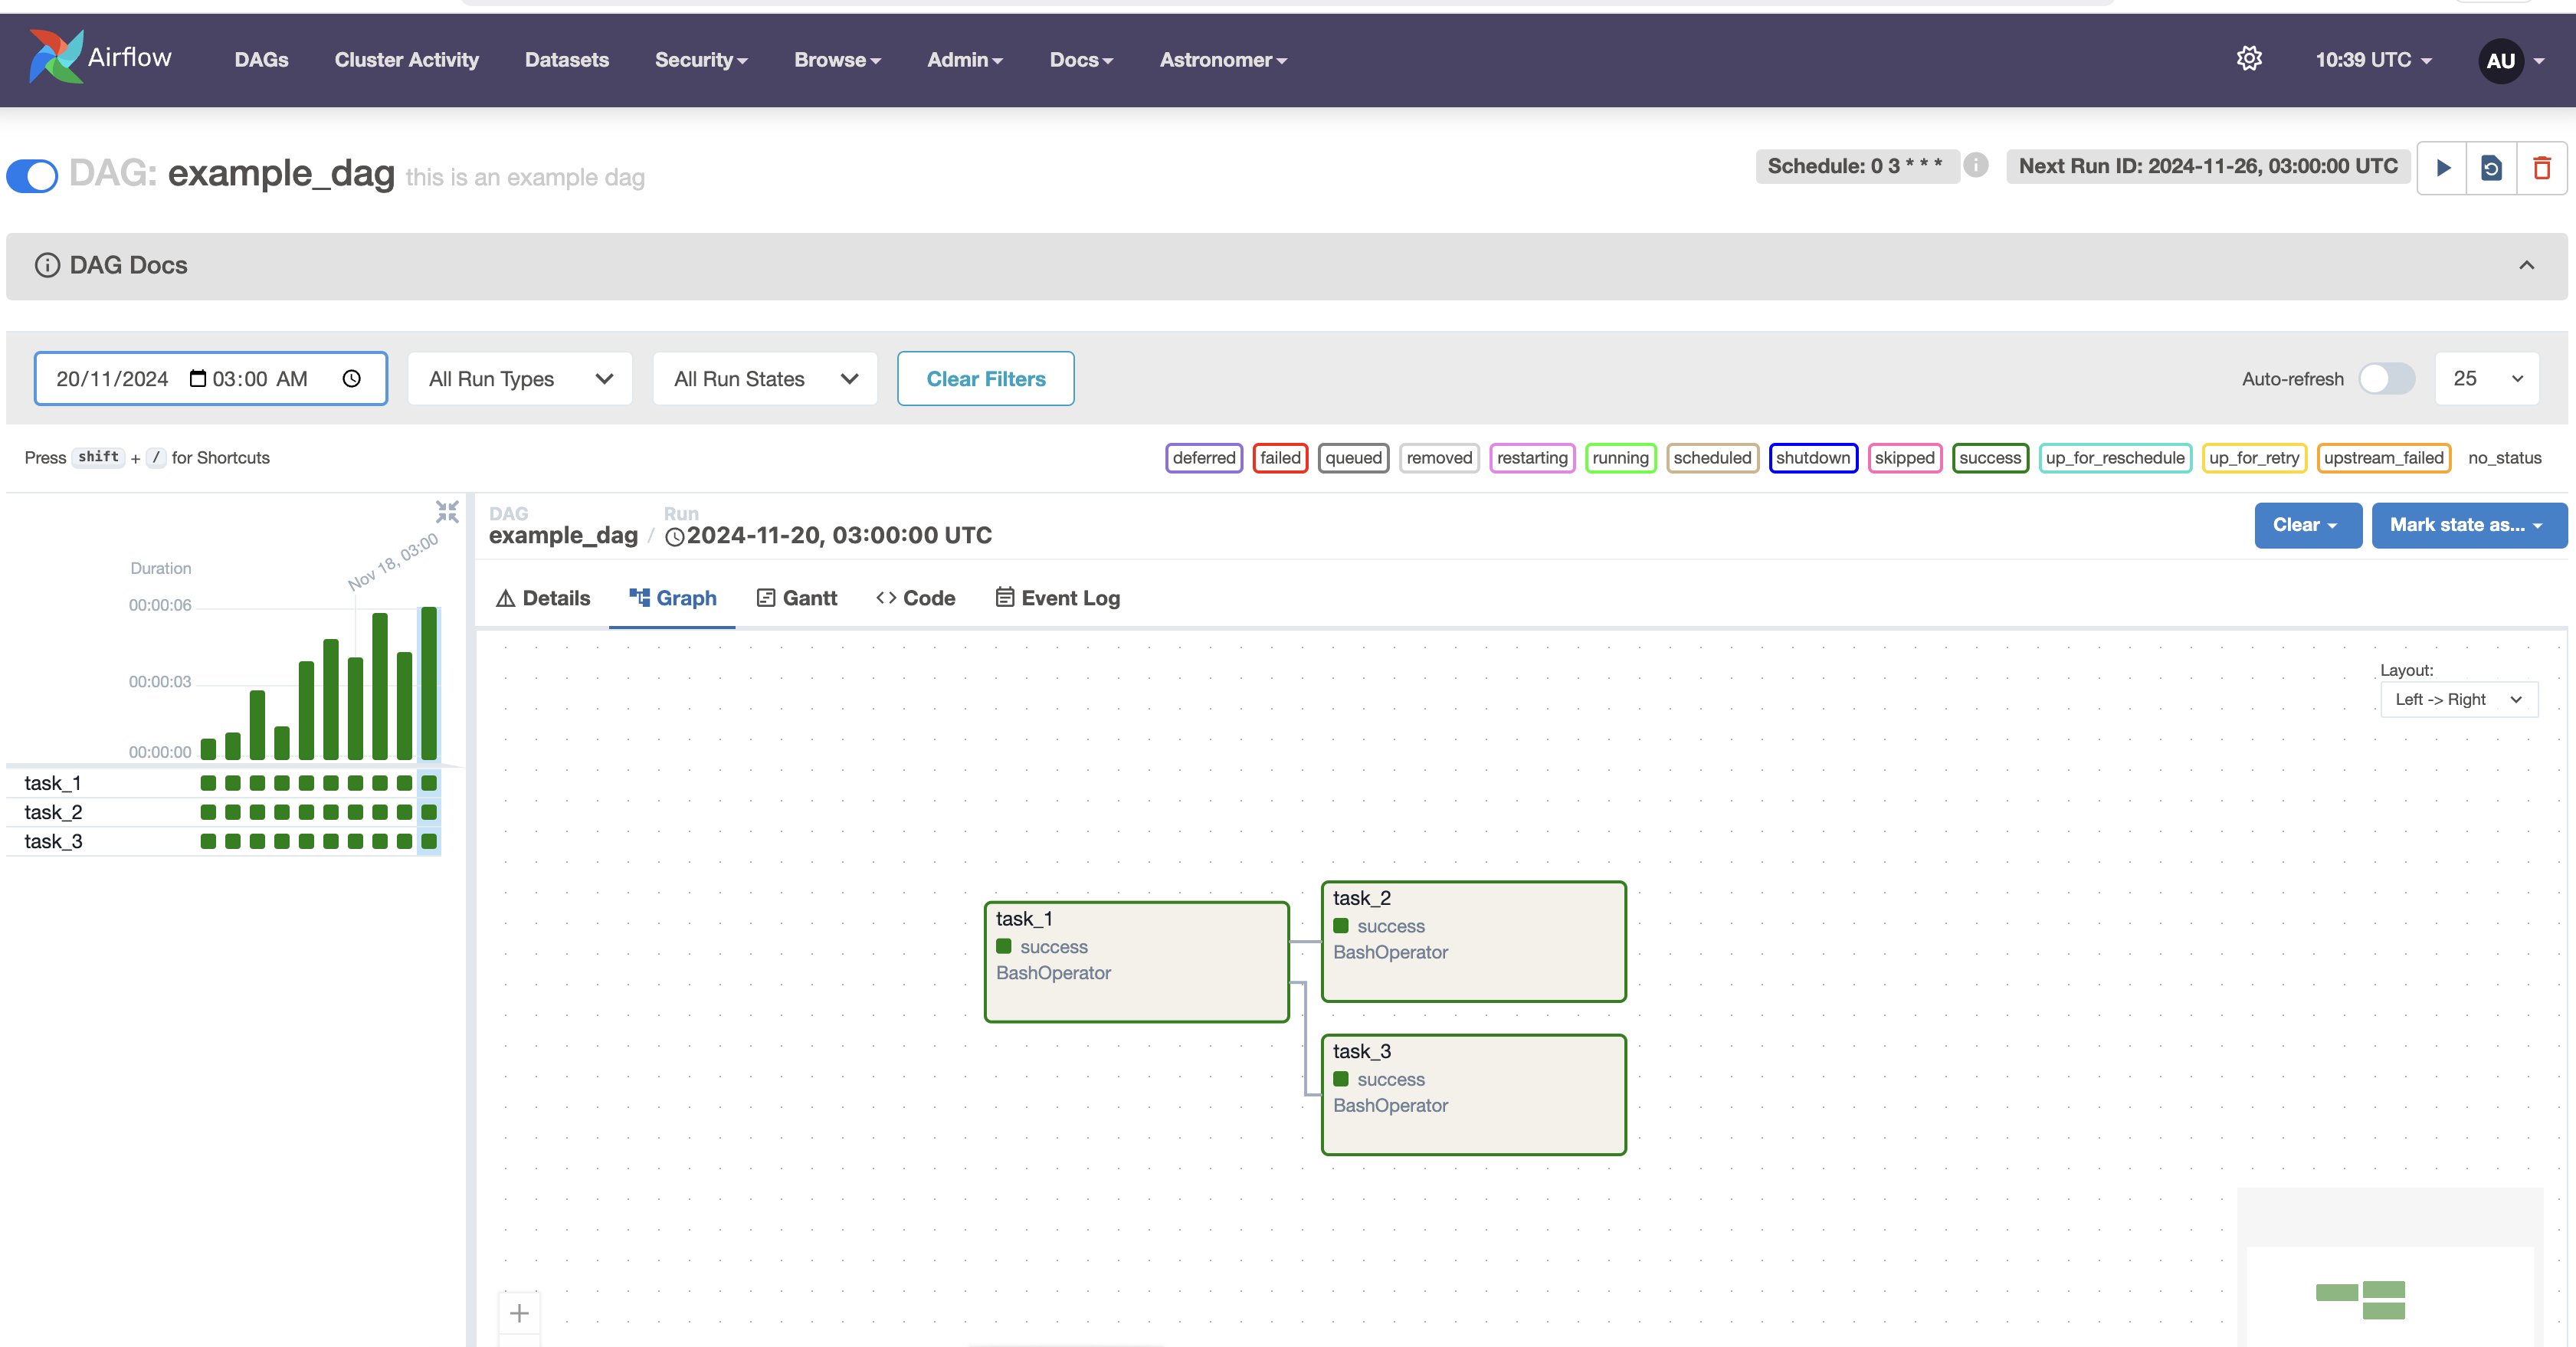 Airflow DAGs Cluster Activity Datasets Security Browse Admin Docs Astronomer 10:39 UTC AU
DAG: example_dag this is an example dag Schedule: 0 3 * * * Next Run ID: 2024-11-26, 03:00:00 UTC
DAG Docs
20/11/2024 03:00 AM All Run Types All Run States Clear Filters Auto-refresh 25
Press shift + / for Shortcuts deferred failed queued removed restarting running scheduled shutdown skipped success up_for_reschedule up_for_retry upstream_failed no_status
DAG Run
example_dag / 2024-11-20, 03:00:00 UTC Clear Mark state as...
Nov 18, 03:00
Duration
00:00:06
00:00:03
00:00:00
task_1
task_2
task_3
Details Graph Gantt Code Event Log
Layout:
Left -> Right
task_1
success
BashOperator
task_2
success
BashOperator
task_3
success
BashOperator
+